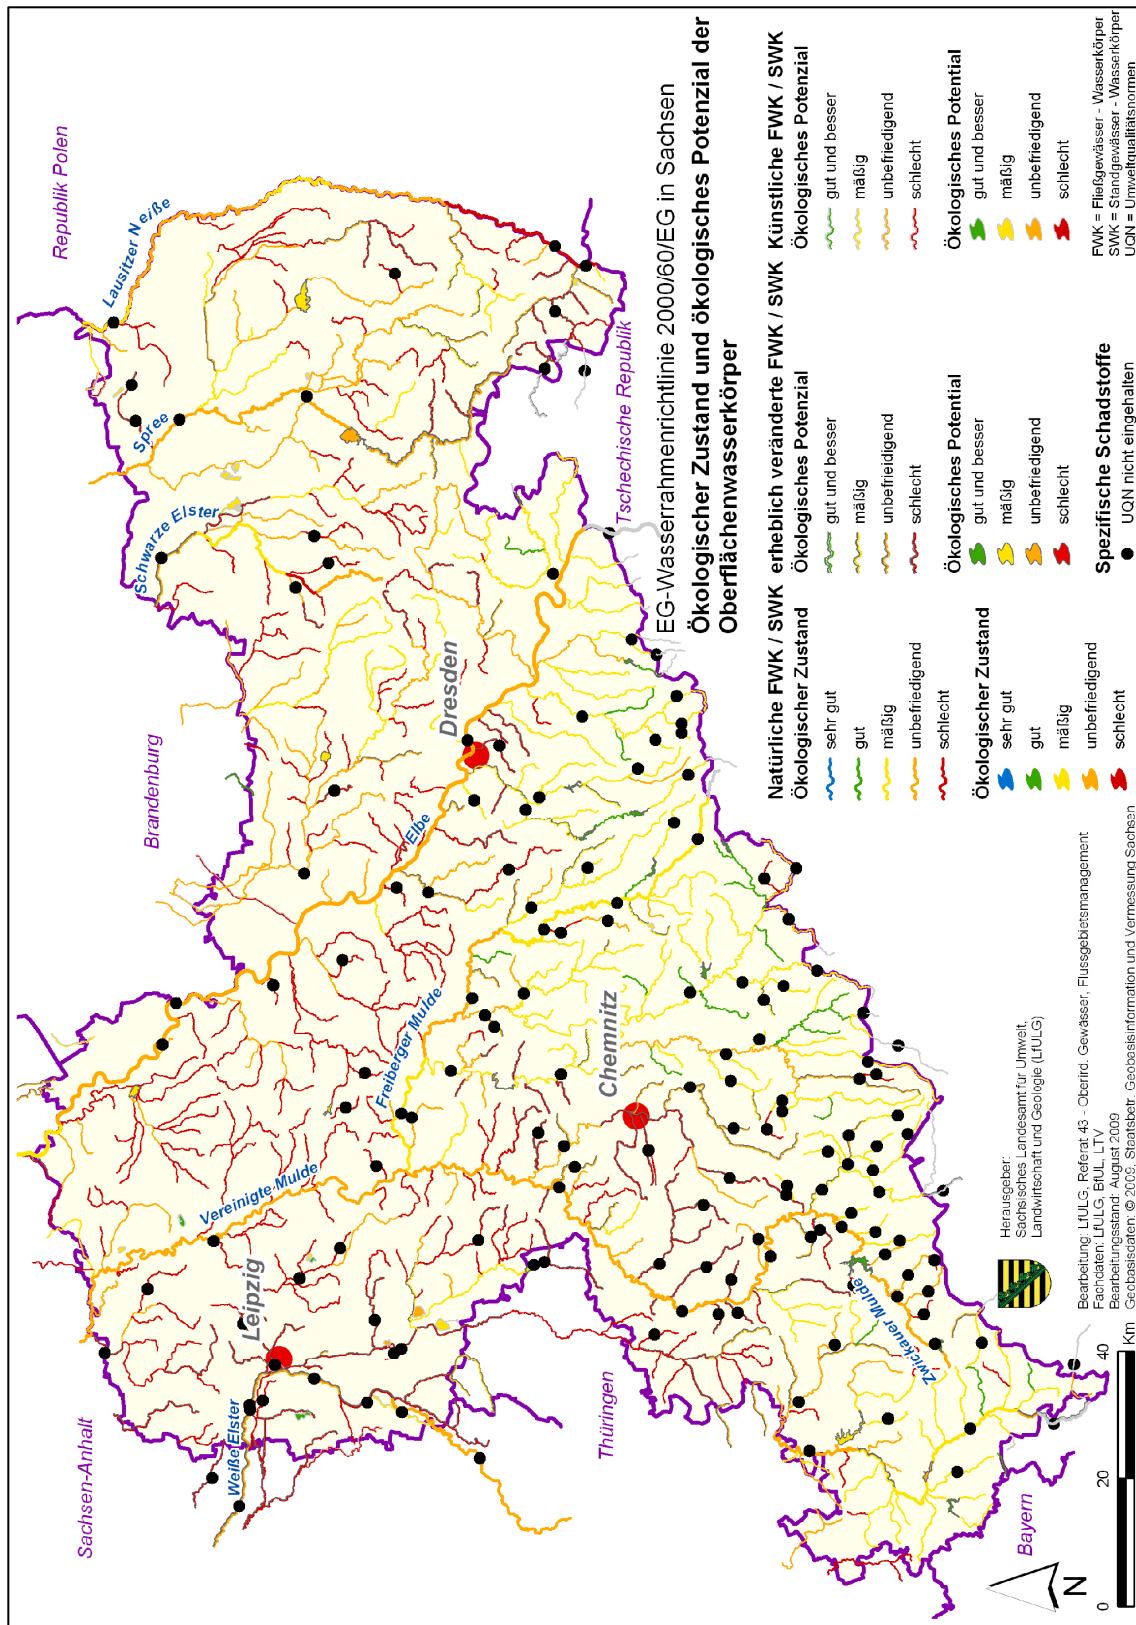 EG-Wasserrahmenrichtlinie 2000/60/EG in Sachsen
Ökologischer Zustand und ökologisches Potenzial der
Oberflächenwasserkörper
Sachsen-Anhalt
Brandenburg
Republik Polen
Tschechische Republik
Thüringen
Bayern
Weiße Elster
Leipzig
Vereinigte Mulde
Freiberger Mulde
Elbe
Dresden
Schwarze Elster
Spree
Lausitzer Neiße
Chemnitz
Zwickauer Mulde
Natürliche FWK / SWK
Ökologischer Zustand
sehr gut
gut
mäßig
unbefriedigend
schlecht
Ökologischer Zustand
sehr gut
gut
mäßig
unbefriedigend
schlecht
erheblich veränderte FWK / SWK
Ökologisches Potenzial
gut und besser
mäßig
unbefriedigend
schlecht
Ökologisches Potential
gut und besser
mäßig
unbefriedigend
schlecht
Spezifische Schadstoffe
UQN nicht eingehalten
Künstliche FWK / SWK
Ökologisches Potenzial
gut und besser
mäßig
unbefriedigend
schlecht
Ökologisches Potential
gut und besser
mäßig
unbefriedigend
schlecht
FWK = Fließgewässer - Wasserkörper
SWK = Standgewässer - Wasserkörper
UQN = Umweltqualitätsnormen
Herausgeber:
Sächsisches Landesamt für Umwelt,
Landwirtschaft und Geologie (LfULG)
Bearbeitung: LfULG, Referat 43 - Oberird. Gewässer, Flussgebietsmanagement
Fachdaten: LfULG, BfUL, LTV
Bearbeitungsstand: August 2009
Geobasisdaten: © 2009, Staatsbetr. Geobasisinformation und Vermessung Sachsen
N
0 20 40 Km